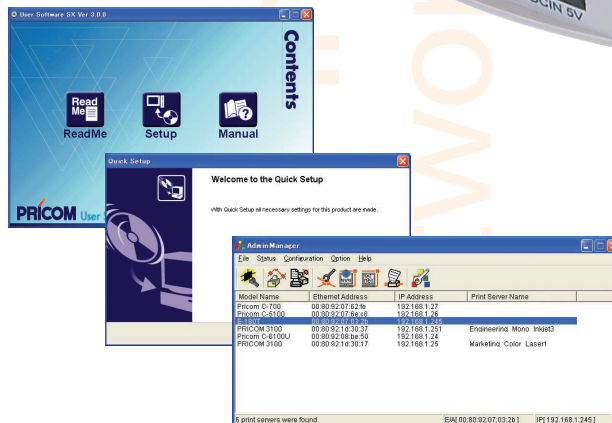 DCIN 5V
User Software SX Ver 3.0.8
Contents
Read Me
ReadMe
Setup
Manual
PRICOM User
Quick Setup
Welcome to the Quick Setup
With Quick Setup all necessary settings for this product are made.
AdminManager
File Status Configuration Option Help
Model Name Ethernet Address IP Address Print Server Name
Pricom C-700 00:80:92:07:62:fe 192.168.1.27
Pricom C-5100 00:80:92:07:6e:c8 192.168.1.26
E-1801 00:80:92:07:03:2b 192.168.1.245
PRICOM 3100 00:80:92:1d:30:37 192.168.1.251 Engineering Mono Inkjet3
Pricom C-6100U 00:80:92:08:be:50 192.168.1.24
PRICOM 3100 00:80:92:1d:30:17 192.168.1.25 Marketing Color Laser1
6 print servers were found. E/A[ 00:80:92:07:03:2b ] IP[ 192.168.1.245 ]